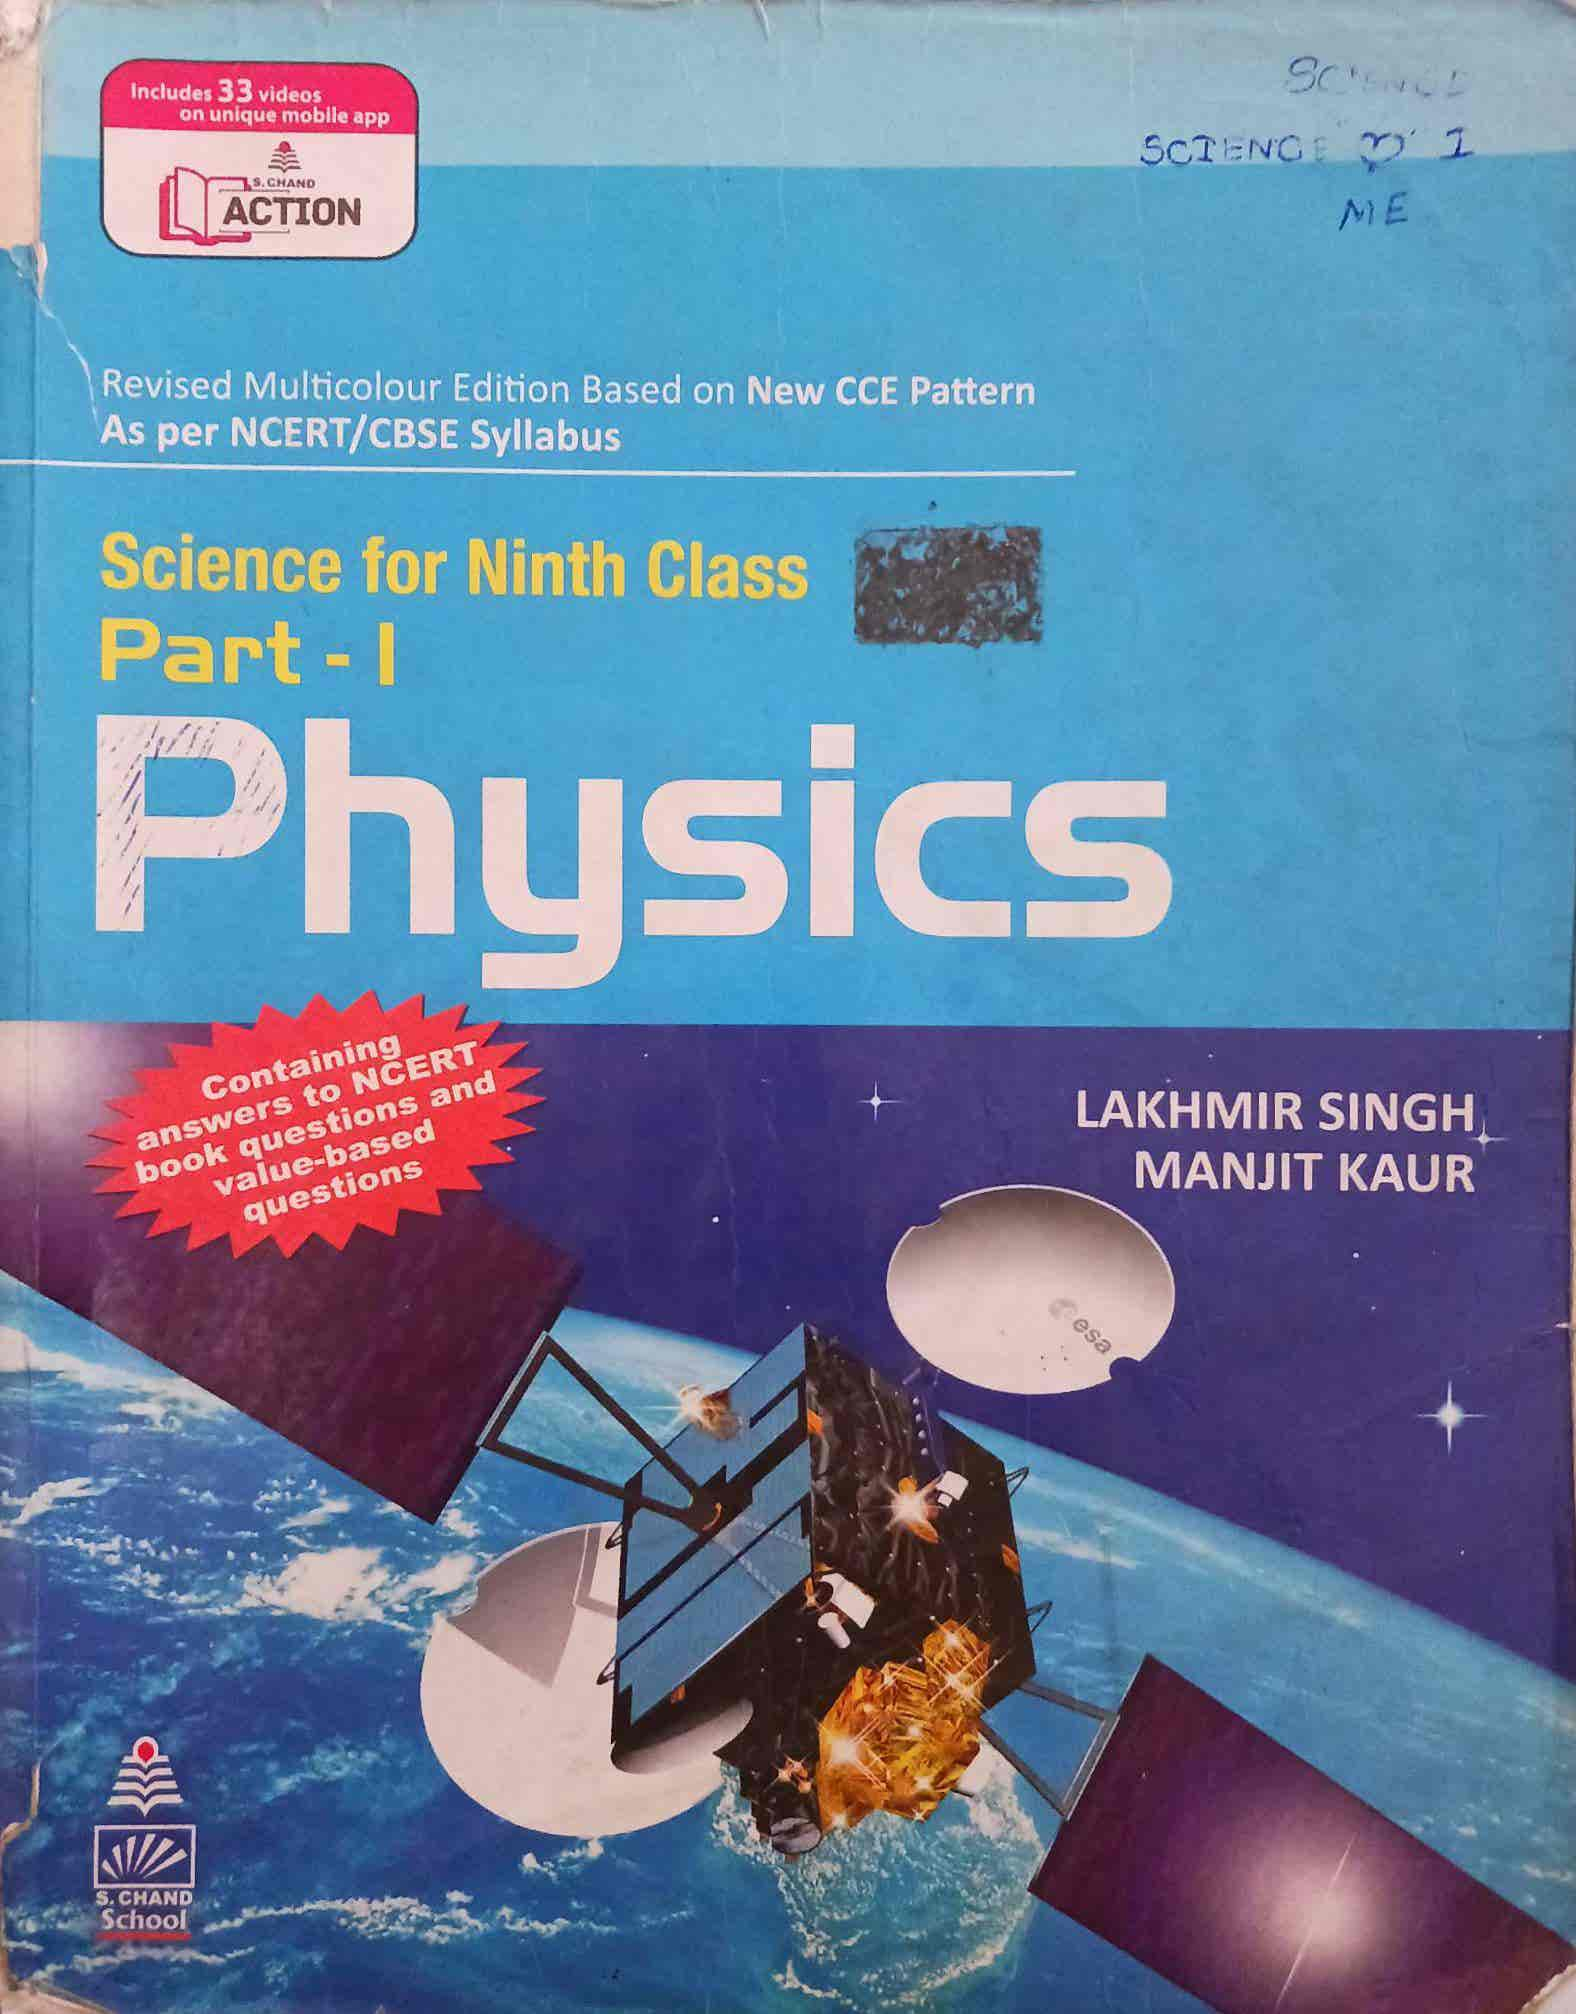 Includes 33 videos
on unique mobile app
S. CHAND
ACTION
SCIENCE
SCIENCE I
ME
Revised Multicolour Edition Based on New CCE Pattern
As per NCERT/CBSE Syllabus
Science for Ninth Class
Part - I
Physics
Containing
answers to NCERT
book questions and
value-based
questions
LAKHMIR SINGH
MANJIT KAUR
esa
S. CHAND
School